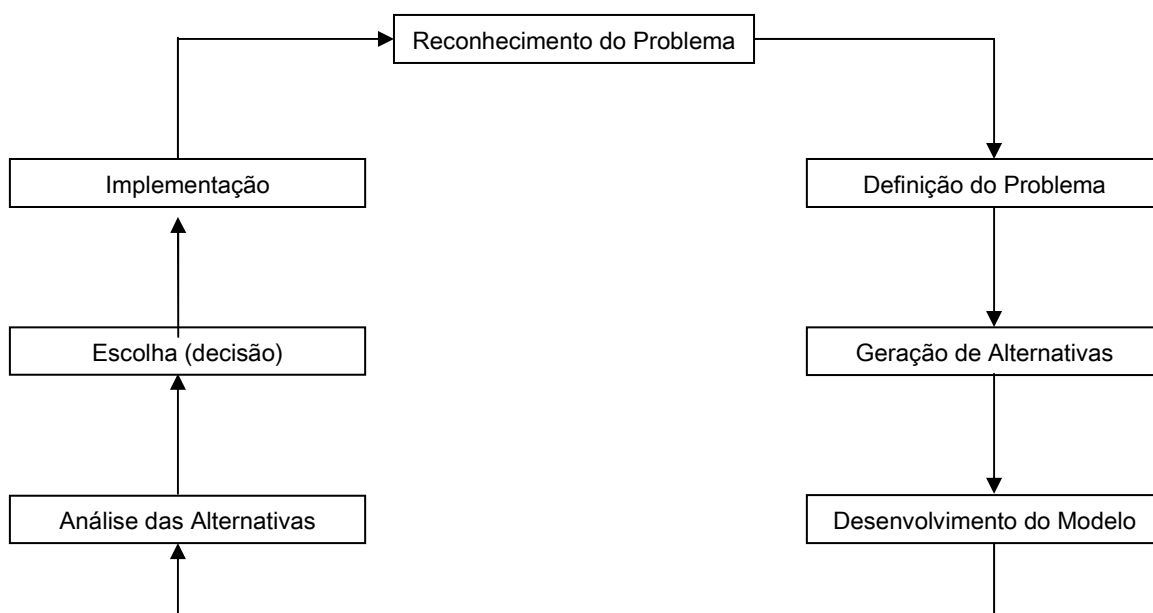 Reconhecimento do Problema
Implementação
Definição do Problema
Escolha (decisão)
Geração de Alternativas
Análise das Alternativas
Desenvolvimento do Modelo